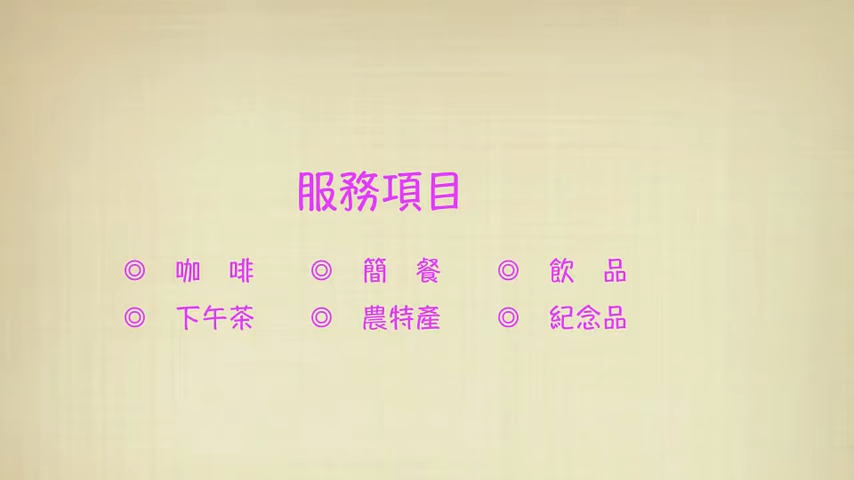 服務項目
◎ 咖 啡 ◎ 簡 餐 ◎ 飲 品
◎ 下午茶 ◎ 農特產 ◎ 紀念品